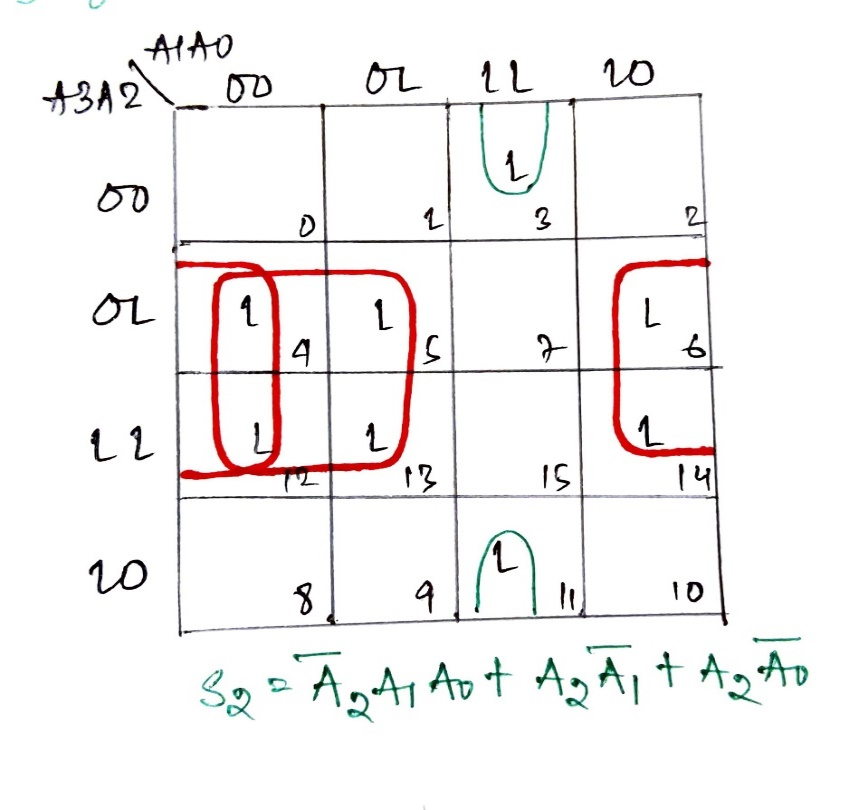 A1A0
A3A2 00 01 11 10
00 1
0 1 3 2
01 1 1 1
4 5 7 6
11 1 1 1
12 13 15 14
10 1
8 9 11 10
S2 = A̅2A1A0 + A2A̅1 + A2A̅0